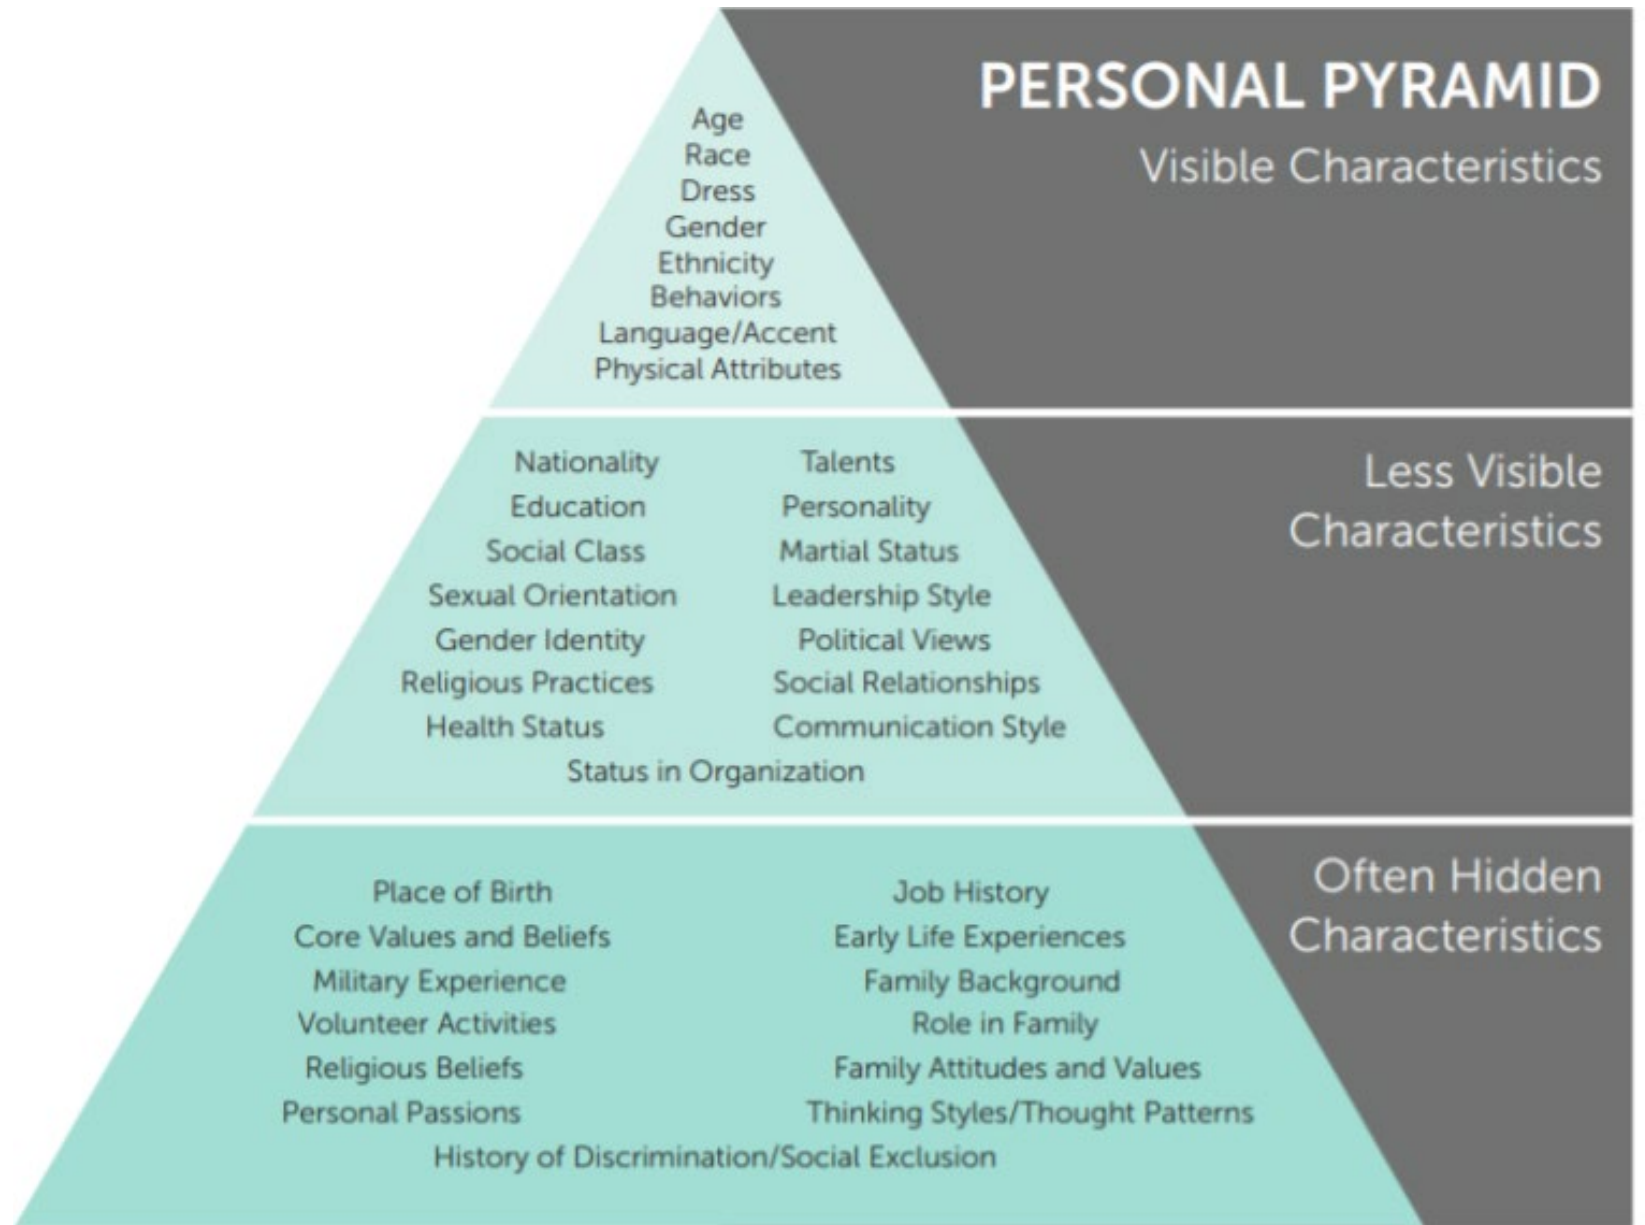 PERSONAL PYRAMID
Visible Characteristics
Age
Race
Dress
Gender
Ethnicity
Behaviors
Language/Accent
Physical Attributes
Less Visible
Characteristics
Nationality
Education
Social Class
Sexual Orientation
Gender Identity
Religious Practices
Health Status
Talents
Personality
Martial Status
Leadership Style
Political Views
Social Relationships
Communication Style
Status in Organization
Often Hidden
Characteristics
Place of Birth
Core Values and Beliefs
Military Experience
Volunteer Activities
Religious Beliefs
Personal Passions
Job History
Early Life Experiences
Family Background
Role in Family
Family Attitudes and Values
Thinking Styles/Thought Patterns
History of Discrimination/Social Exclusion